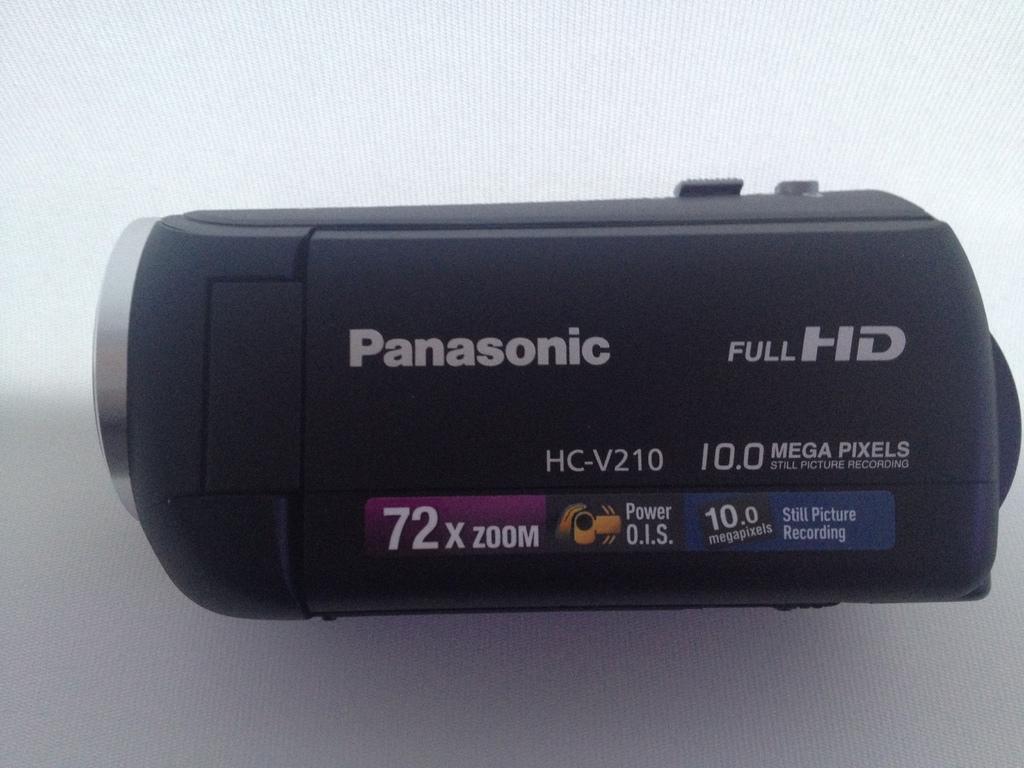 Panasonic
FULL HD
HC-V210
10.0 MEGA PIXELS
STILL PICTURE RECORDING
72x ZOOM
Power
O.I.S.
10.0
megapixels
Still Picture
Recording